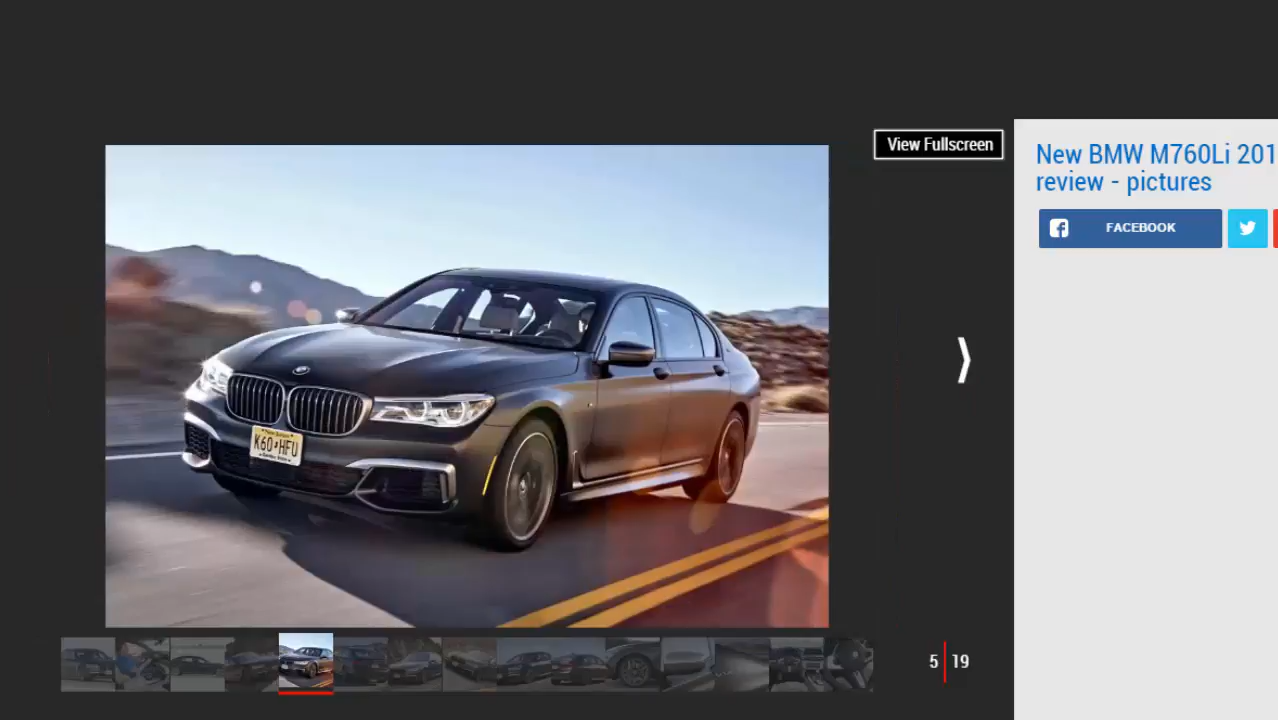 View Fullscreen
New BMW M760Li 201
review - pictures
FACEBOOK
K60 HFU
5 19